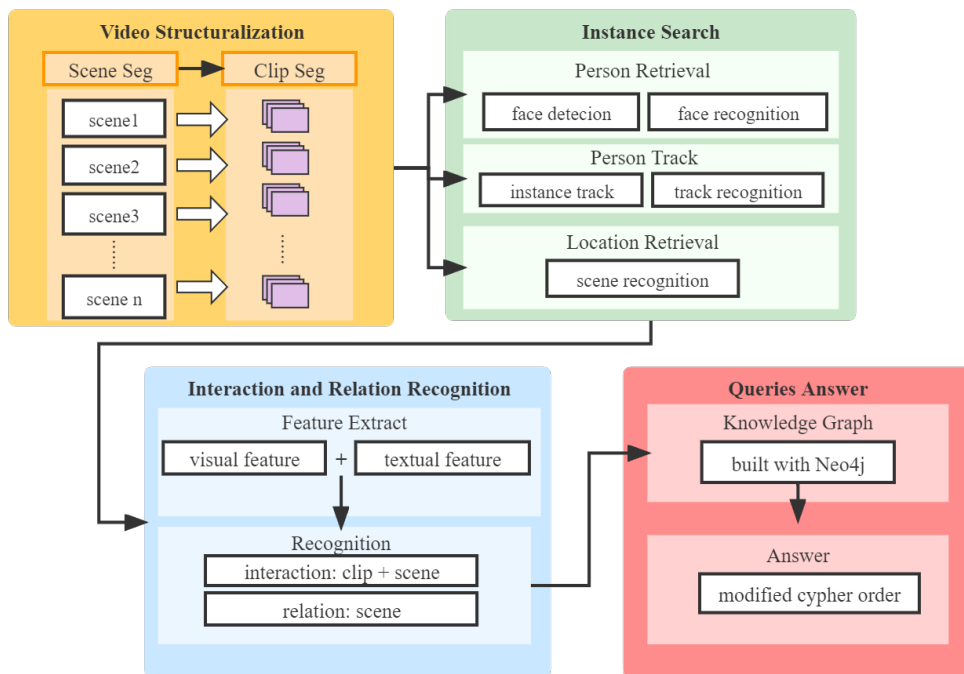 Video Structuralization
Scene Seg
Clip Seg
scene1
scene2
scene3
......
scene n
Instance Search
Person Retrieval
face detecion
face recognition
Person Track
instance track
track recognition
Location Retrieval
scene recognition
Interaction and Relation Recognition
Feature Extract
visual feature + textual feature
Recognition
interaction: clip + scene
relation: scene
Queries Answer
Knowledge Graph
built with Neo4j
Answer
modified cypher order